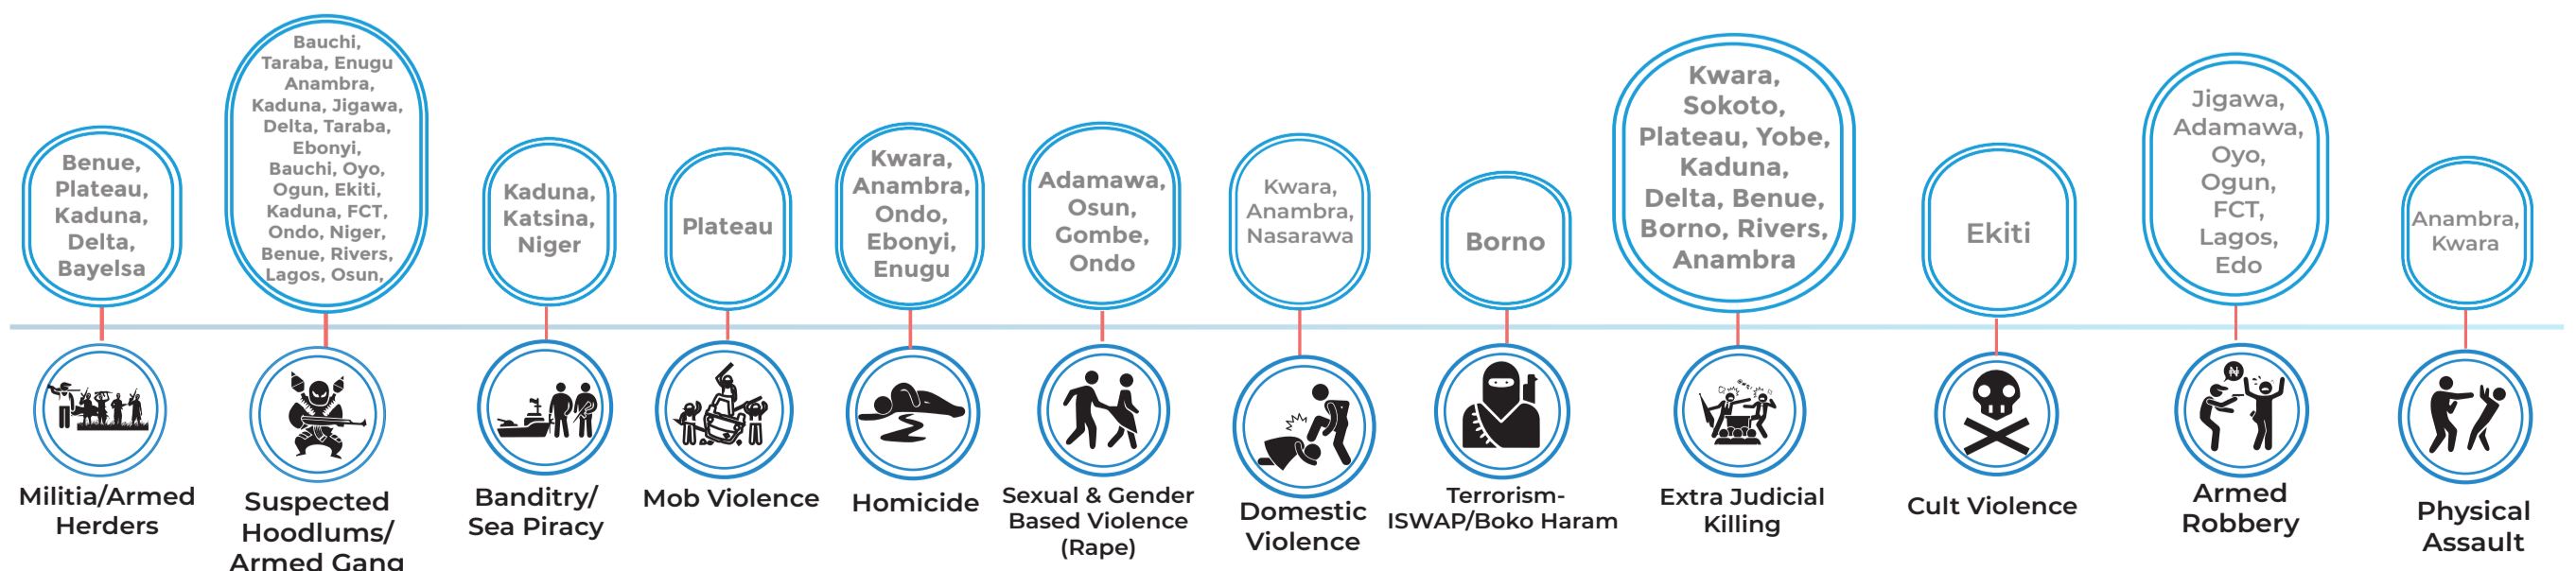 Benue,
Plateau,
Kaduna,
Delta,
Bayelsa
Militia/Armed
Herders
Bauchi,
Taraba, Enugu
Anambra,
Kaduna, Jigawa,
Delta, Taraba,
Ebonyi,
Bauchi, Oyo,
Ogun, Ekiti,
Kaduna, FCT,
Ondo, Niger,
Benue, Rivers,
Lagos, Osun,
Suspected
Hoodlums/
Armed Gang
Kaduna,
Katsina,
Niger
Banditry/
Sea Piracy
Plateau
Mob Violence
Kwara,
Anambra,
Ondo,
Ebonyi,
Enugu
Homicide
Adamawa,
Osun,
Gombe,
Ondo
Sexual & Gender
Based Violence
(Rape)
Kwara,
Anambra,
Nasarawa
Domestic
Violence
Borno
Terrorism-
ISWAP/Boko Haram
Kwara,
Sokoto,
Plateau, Yobe,
Kaduna,
Delta, Benue,
Borno, Rivers,
Anambra
Extra Judicial
Killing
Ekiti
Cult Violence
Jigawa,
Adamawa,
Oyo,
Ogun,
FCT,
Lagos,
Edo
₦
Armed
Robbery
Anambra,
Kwara
Physical
Assault